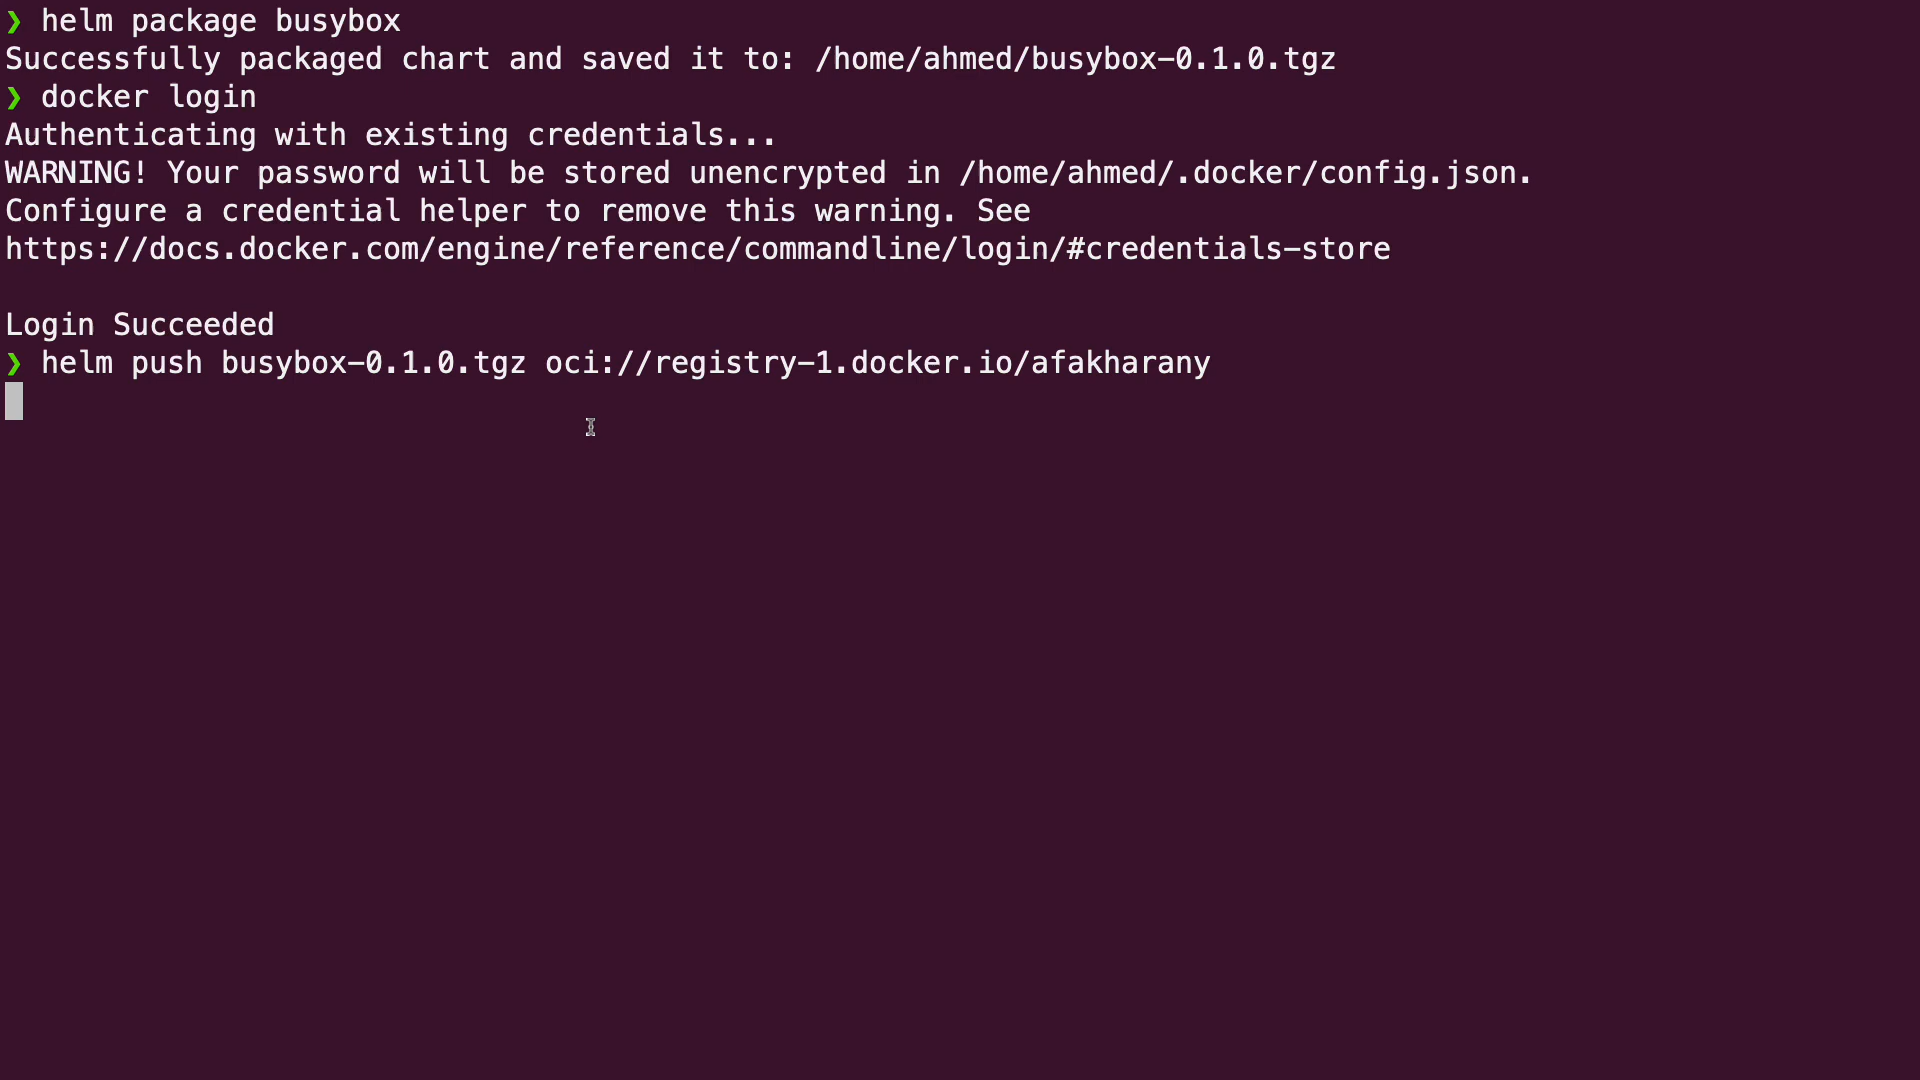 ❯ helm package busybox
Successfully packaged chart and saved it to: /home/ahmed/busybox-0.1.0.tgz
❯ docker login
Authenticating with existing credentials...
WARNING! Your password will be stored unencrypted in /home/ahmed/.docker/config.json.
Configure a credential helper to remove this warning. See
https://docs.docker.com/engine/reference/commandline/login/#credentials-store
Login Succeeded
❯ helm push busybox-0.1.0.tgz oci://registry-1.docker.io/afakharany